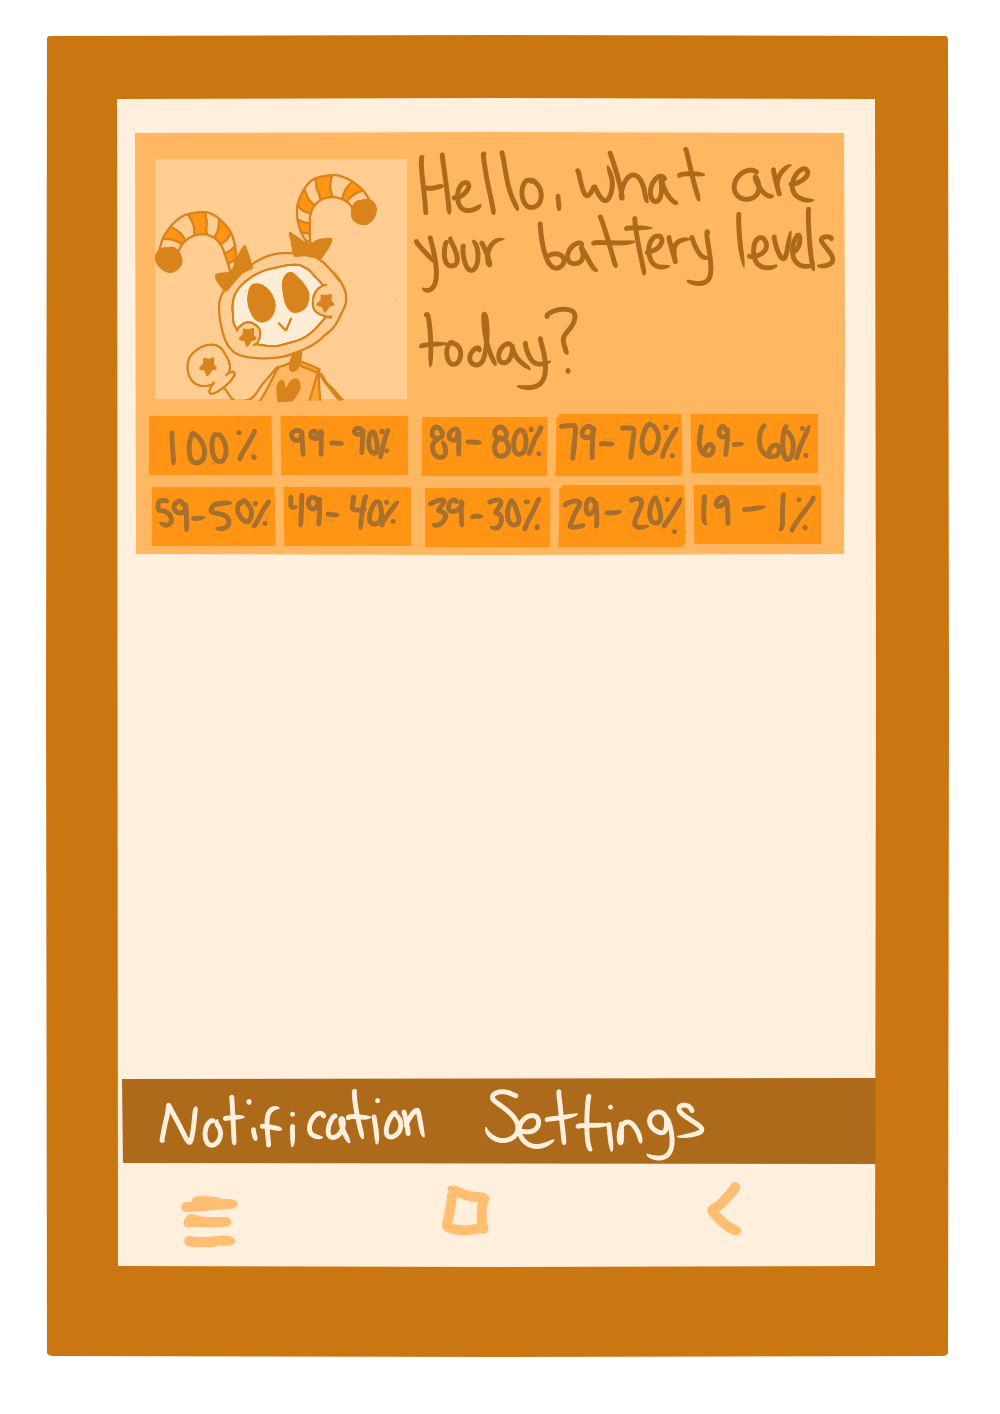 Hello, what are
your battery levels
today?
100% 99-90% 89-80% 79-70% 69-60%
59-50% 49-40% 39-30% 29-20% 19-1%
Notification Settings